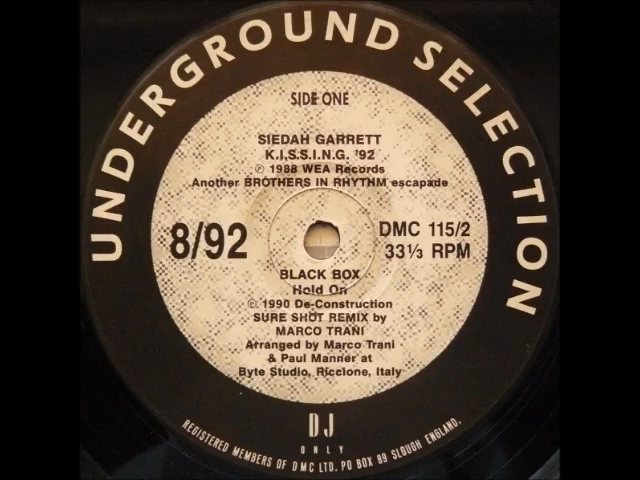 UNDERGROUND SELECTION
SIDE ONE
SIEDAH GARRETT
K.I.S.S.I.N.G. '92
℗ 1988 WEA Records
Another BROTHERS IN RHYTHM escapade
8/92
DMC 115/2
33⅓ RPM
BLACK BOX
Hold On
℗ 1990 De-Construction
SURE SHOT REMIX by
MARCO TRANI
Arranged by Marco Trani
& Paul Manner at
Byte Studio, Riccione, Italy
DJ
ONLY
REGISTERED MEMBERS OF DMC LTD. PO BOX 89 SLOUGH ENGLAND.